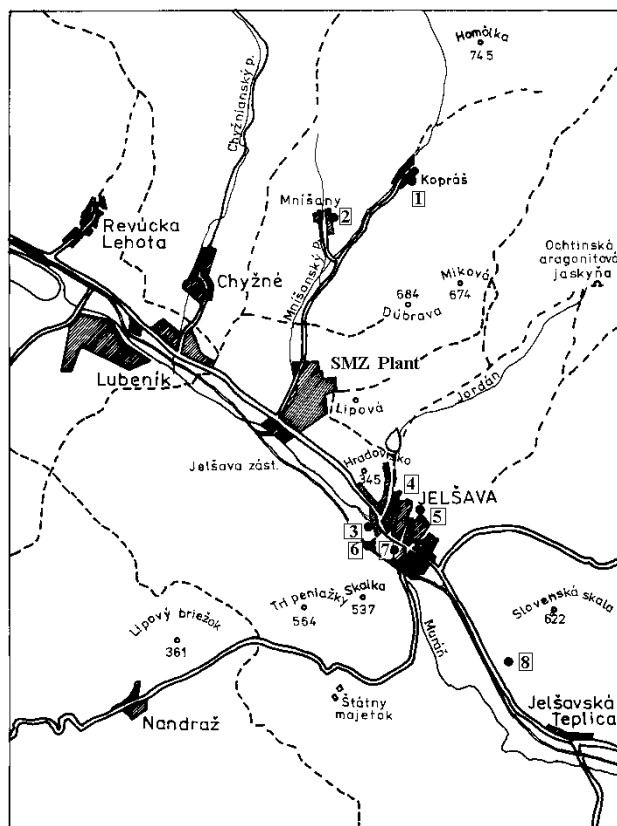 Homôlka
745
Chyžniansky p.
Kopráš
1
Mníšany
2
Revúcka
Lehota
Ochtinská
aragonitová
jaskyňa
Chyžné
Mníšanský p.
Miková
674
684
Dúbrava
SMZ Plant
Lubeník
Lipová
Jordán
Jelšava zást.
Hradovisko
345
4
JELŠAVA
5
3
6
7
Skalka
537
Tri peniažky
564
Slovenská skala
622
Lipový briežok
361
Muráň
8
Štátny
majetok
Nandraž
Jelšavská
Teplica